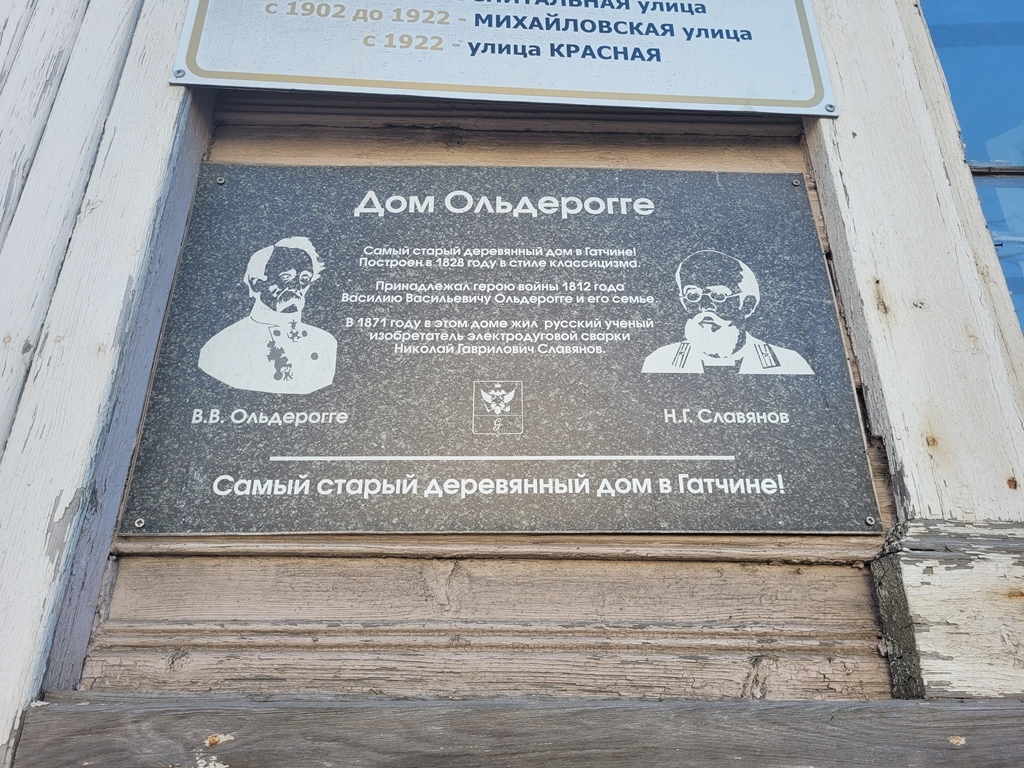 улица
с 1902 до 1922 - МИХАЙЛОВСКАЯ улица
с 1922 - улица КРАСНАЯ
Дом Ольдерогге
Самый старый деревянный дом в Гатчине!
Построен в 1828 году в стиле классицизма.
Принадлежал герою войны 1812 года
Василию Васильевичу Ольдерогге и его семье.
В 1871 году в этом доме жил русский ученый
изобретатель электродуговой сварки
Николай Гаврилович Славянов.
В.В. Ольдерогге
Н.Г. Славянов
Самый старый деревянный дом в Гатчине!